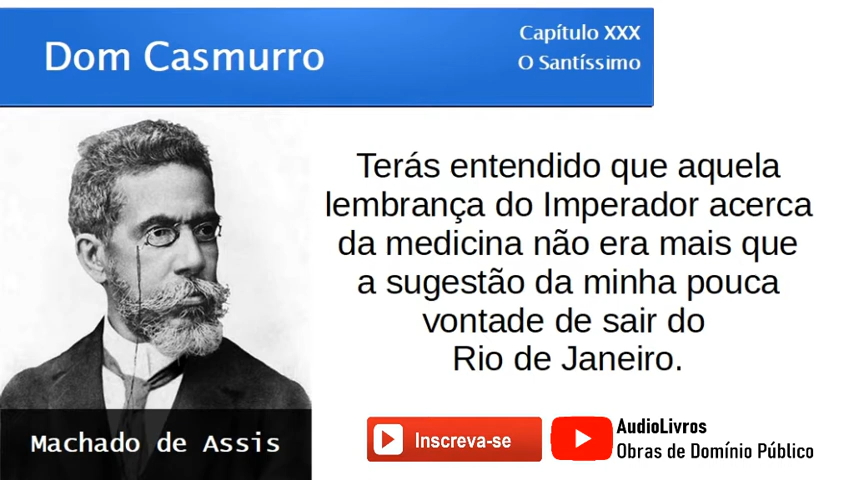 Dom Casmurro
Capítulo XXX
O Santíssimo
Terás entendido que aquela
lembrança do Imperador acerca
da medicina não era mais que
a sugestão da minha pouca
vontade de sair do
Rio de Janeiro.
Machado de Assis
Inscreva-se
AudioLivros
Obras de Domínio Público